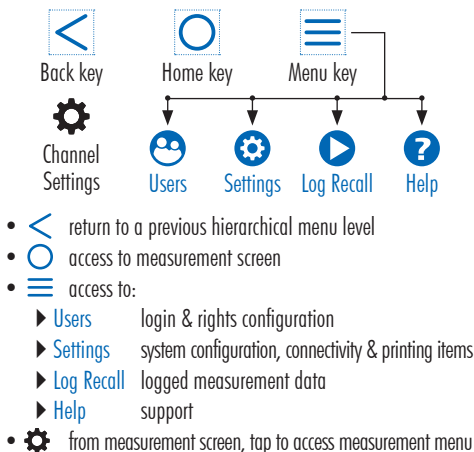 Back key Home key Menu key
Channel
Settings
Users Settings Log Recall Help
• return to a previous hierarchical menu level
• access to measurement screen
• access to:
Users login & rights configuration
Settings system configuration, connectivity & printing items
Log Recall logged measurement data
Help support
• from measurement screen, tap to access measurement menu